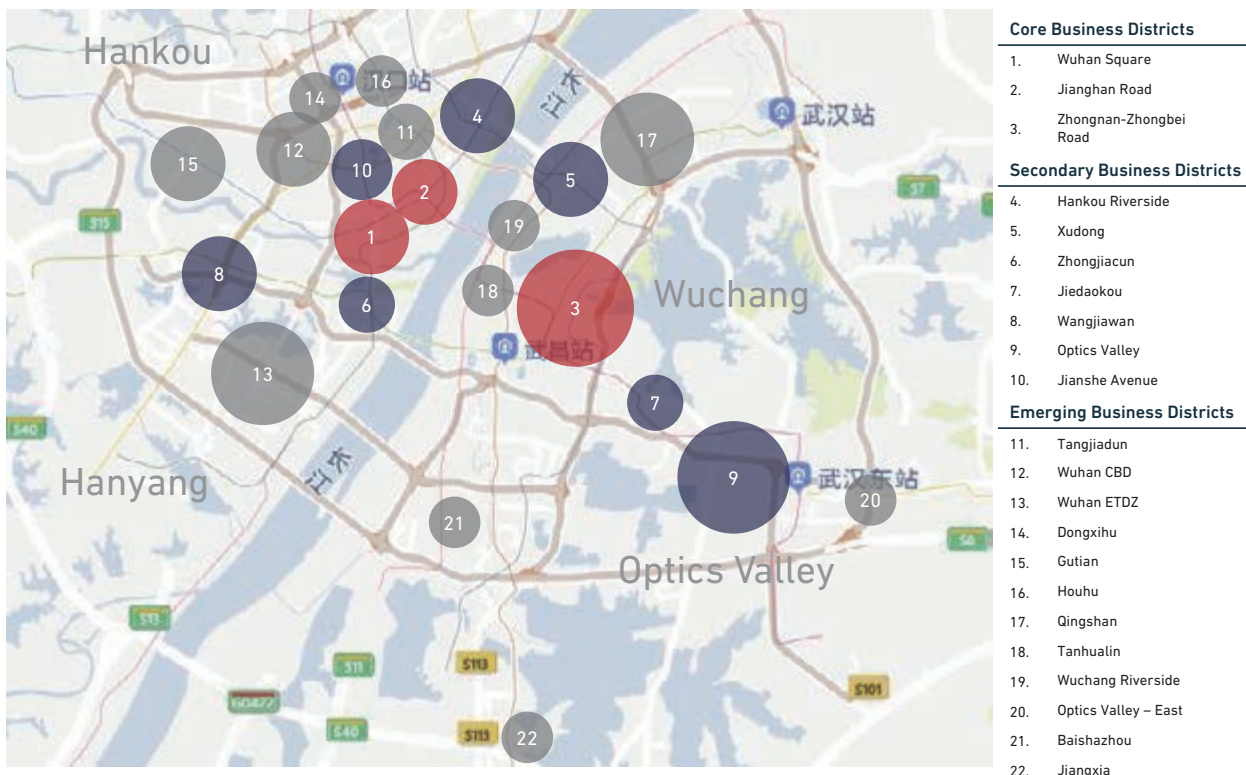 Hankou
16
14
汉口站
4
江水
11
17
武汉站
12
15
10
5
S7
2
19
S15
1
8
18
Wuchang
6
3
武昌站
13
7
S40
Hanyang
江水
9
武汉东站
20
21
S8
Optics Valley
S13
S11
S113
S101
G0422
S40
S113
22
Core Business Districts
1. Wuhan Square
2. Jianghan Road
3. Zhongnan-Zhongbei
Road
Secondary Business Districts
4. Hankou Riverside
5. Xudong
6. Zhongjiacun
7. Jiedaokou
8. Wangjiawan
9. Optics Valley
10. Jianshe Avenue
Emerging Business Districts
11. Tangjiadun
12. Wuhan CBD
13. Wuhan ETDZ
14. Dongxihu
15. Gutian
16. Houhu
17. Qingshan
18. Tanhualin
19. Wuchang Riverside
20. Optics Valley – East
21. Baishazhou
22. Jiangxia